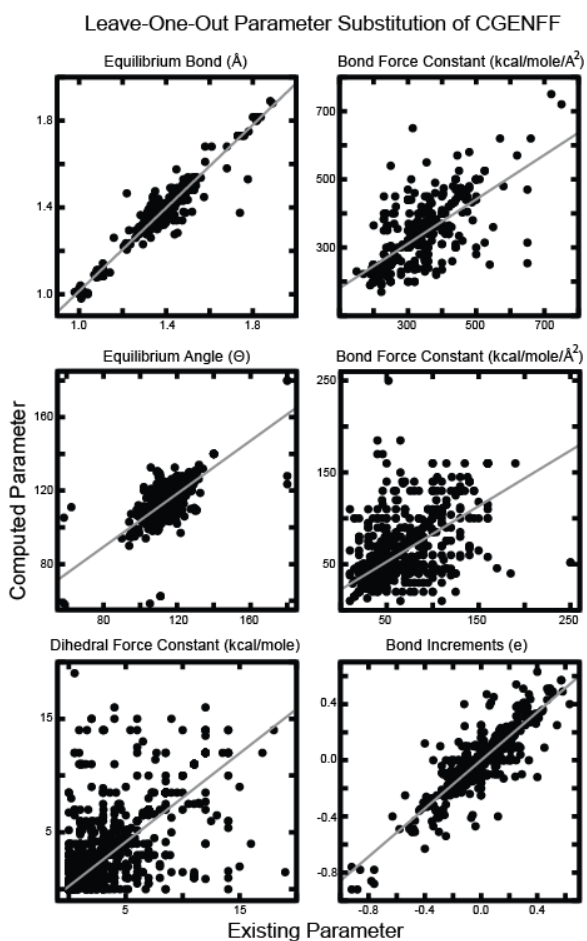 Leave-One-Out Parameter Substitution of CGENFF
Equilibrium Bond (Å)
Bond Force Constant (kcal/mole/A²)
1.8
1.4
1.0
1.0 1.4 1.8
700
500
300
300 500 700
Equilibrium Angle (Θ)
Bond Force Constant (kcal/mole/Å²)
160
120
80
80 120 160
250
150
50
50 150 250
Computed Parameter
Dihedral Force Constant (kcal/mole)
Bond Increments (e)
15
5
5 15
0.4
0.0
-0.4
-0.8
-0.8 -0.4 0.0 0.4
Existing Parameter